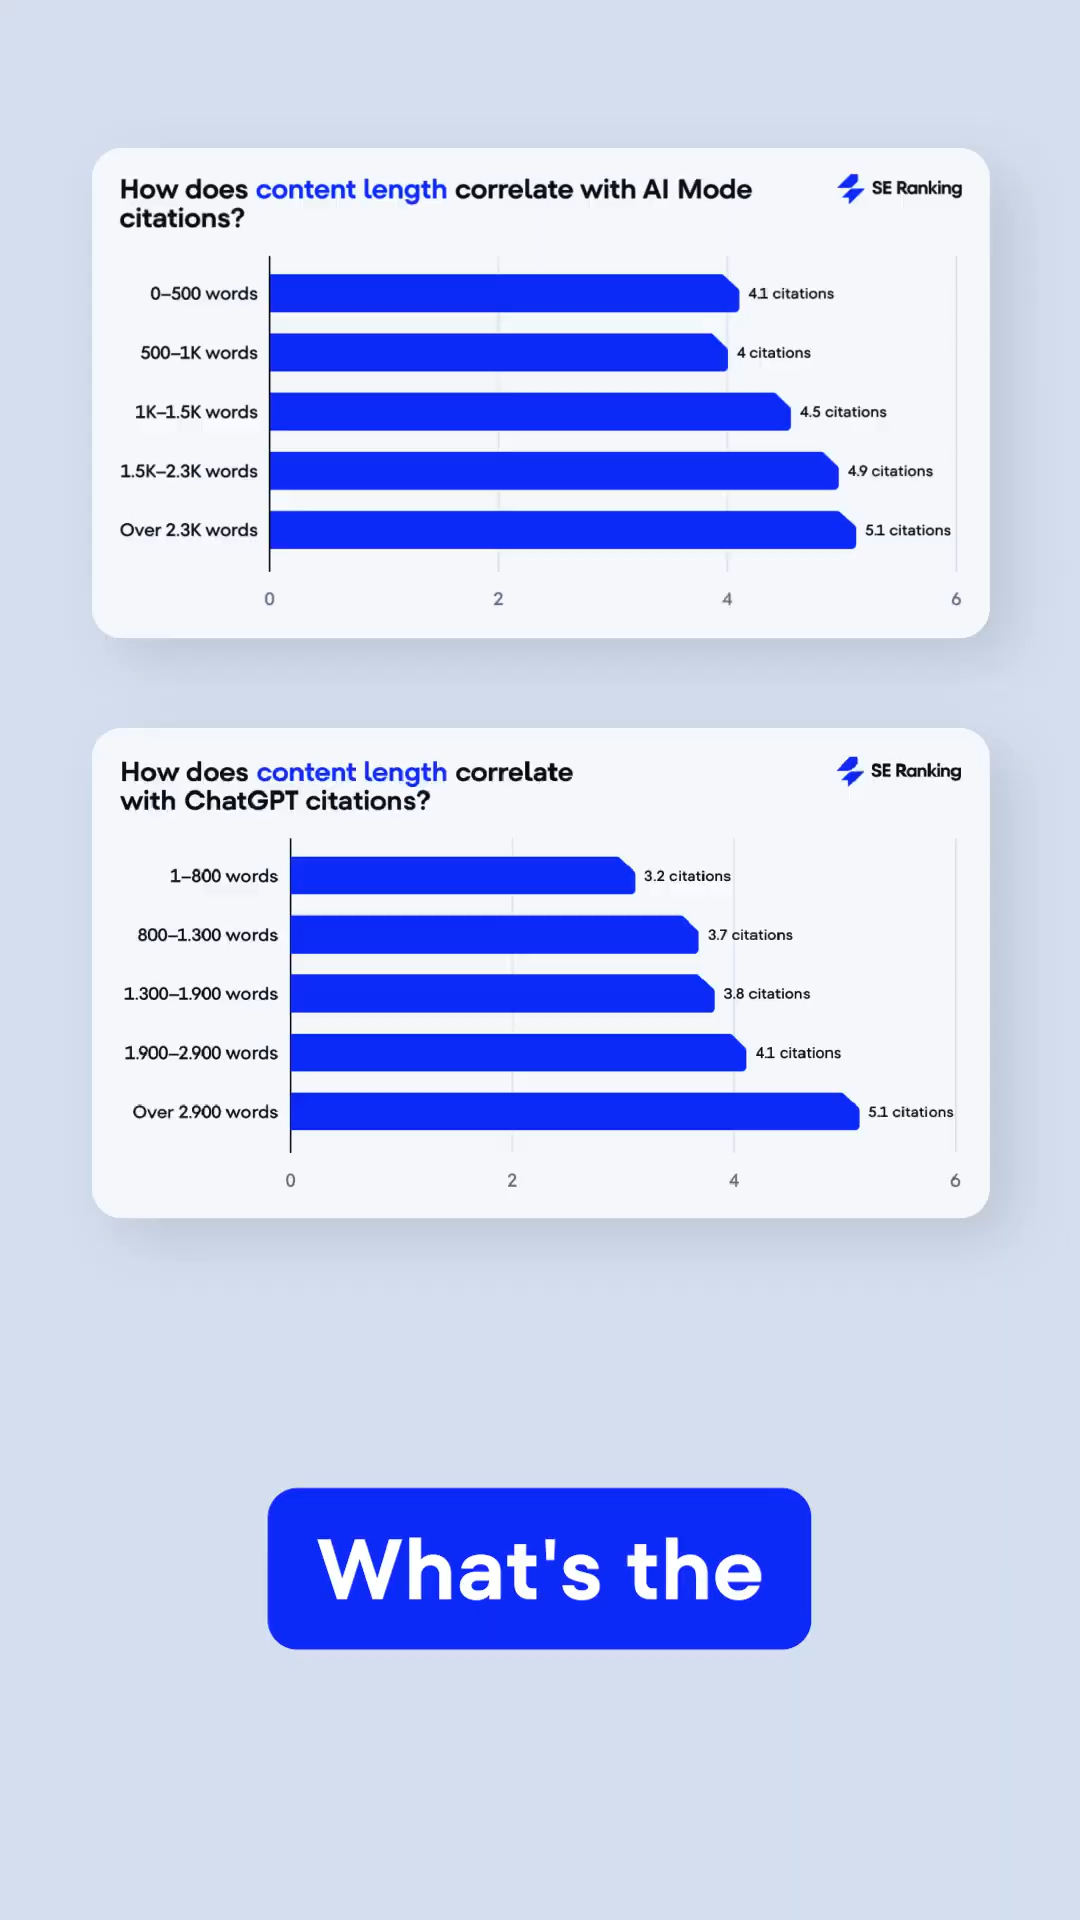 How does content length correlate with AI Mode
citations?
SE Ranking
0–500 words
4.1 citations
500–1K words
4 citations
1K–1.5K words
4.5 citations
1.5K–2.3K words
4.9 citations
Over 2.3K words
5.1 citations
0 2 4 6
How does content length correlate
with ChatGPT citations?
SE Ranking
1–800 words
3.2 citations
800–1.300 words
3.7 citations
1.300–1.900 words
3.8 citations
1.900–2.900 words
4.1 citations
Over 2.900 words
5.1 citations
0 2 4 6
What's the